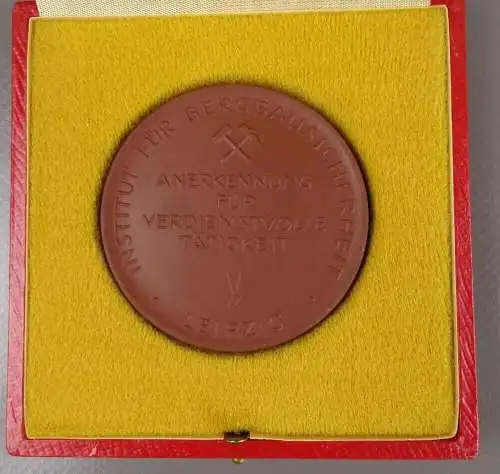 INSTITUT FÜR BERGBAUSICHERHEIT
ANERKENNUNG
FÜR
VERDIENSTVOLLE
TÄTIGKEIT
· LEIPZIG ·